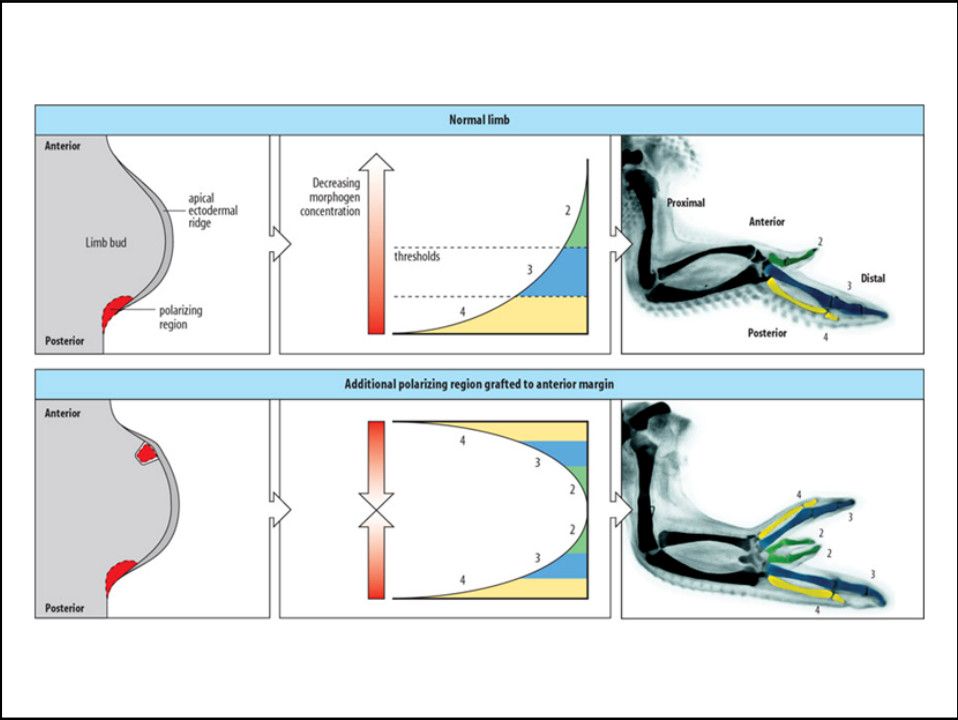 Normal limb
Anterior
apical
ectodermal
ridge
Limb bud
polarizing
region
Posterior
Decreasing
morphogen
concentration
2
thresholds
3
4
Proximal
Anterior
2
3
Distal
Posterior
4
Additional polarizing region grafted to anterior margin
Anterior
Posterior
4
3
2
2
3
4
4
3
2
2
3
4